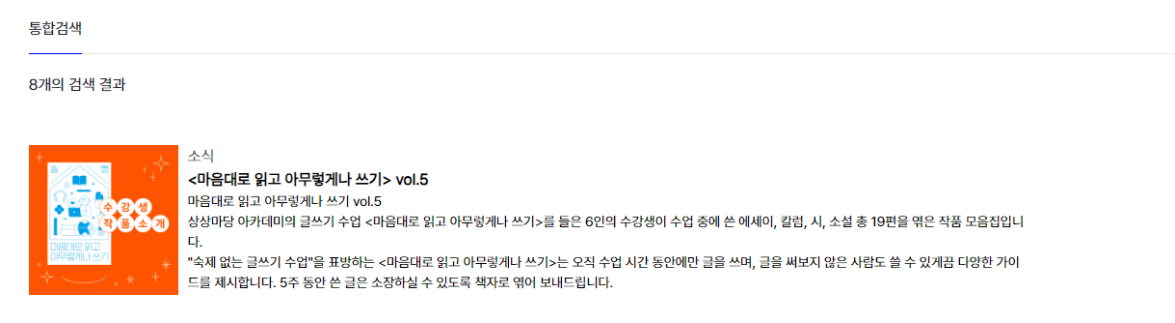 통합검색
8개의 검색 결과
소식
<마음대로 읽고 아무렇게나 쓰기> vol.5
마음대로 읽고 아무렇게나 쓰기 vol.5
상상마당 아카데미의 글쓰기 수업 <마음대로 읽고 아무렇게나 쓰기>를 들은 6인의 수강생이 수업 중에 쓴 에세이, 칼럼, 시, 소설 총 19편을 엮은 작품 모음집입니
다.
"숙제 없는 글쓰기 수업"을 표방하는 <마음대로 읽고 아무렇게나 쓰기>는 오직 수업 시간 동안에만 글을 쓰며, 글을 써보지 않은 사람도 쓸 수 있게끔 다양한 가이
드를 제시합니다. 5주 동안 쓴 글은 소장하실 수 있도록 책자로 엮어 보내드립니다.
수강생
작품소개
마음대로 읽고
아무렇게나 쓰기